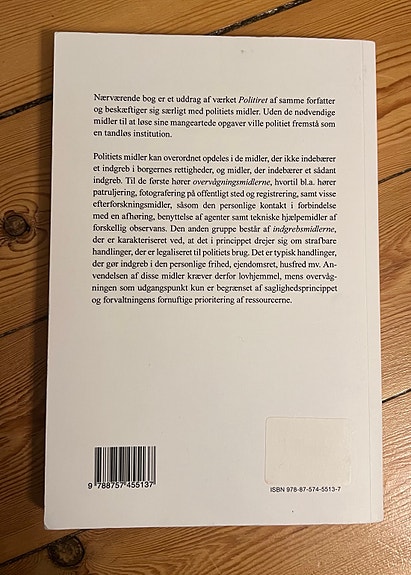 Nærværende bog er et uddrag af værket Politiret af samme forfatter
og beskæftiger sig særligt med politiets midler. Uden de nødvendige
midler til at løse sine mangeartede opgaver ville politiet fremstå som
en tandløs institution.
Politiets midler kan overordnet opdeles i de midler, der ikke indebærer
et indgreb i borgernes rettigheder, og midler, der indebærer et sådant
indgreb. Til de første hører overvågningsmidlerne, hvortil bl.a. hører
patruljering, fotografering på offentligt sted og registrering, samt visse
efterforskningsmidler, såsom den personlige kontakt i forbindelse
med en afhøring, benyttelse af agenter samt tekniske hjælpemidler af
forskellig observans. Den anden gruppe består af indgrebsmidlerne,
der er karakteriseret ved, at det i princippet drejer sig om strafbare
handlinger, der er legaliseret til politiets brug. Det er typisk handlinger,
der gør indgreb i den personlige frihed, ejendomsret, husfred mv. An-
vendelsen af disse midler kræver derfor lovhjemmel, mens overvåg-
ningen som udgangspunkt kun er begrænset af saglighedsprincippet
og forvaltningens fornuftige prioritering af ressourcerne.
9 788757 455137
ISBN 978-87-574-5513-7